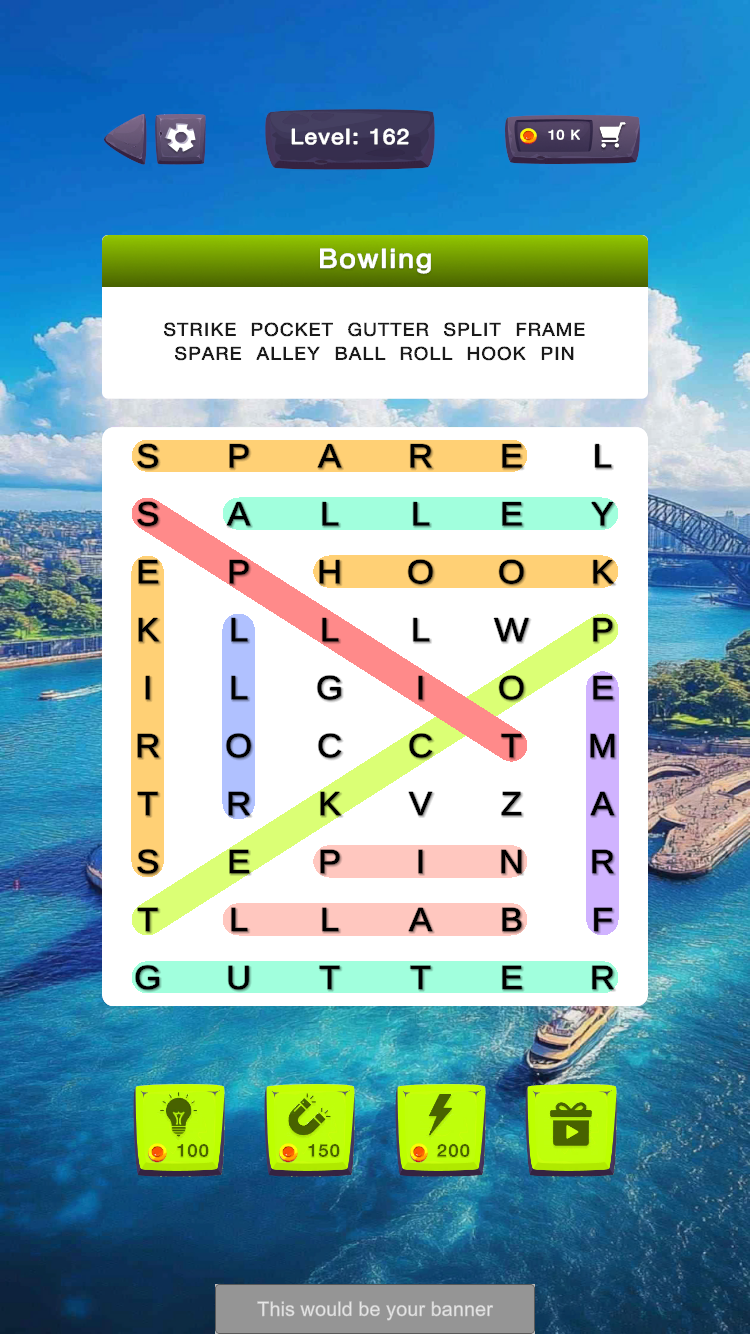 Level: 162
10 K
Bowling
STRIKE POCKET GUTTER SPLIT FRAME
SPARE ALLEY BALL ROLL HOOK PIN
S P A R E L
S A L L E Y
E P H O O K
K L L L W P
I L G I O E
R O C C T M
T R K V Z A
S E P I N R
T L L A B F
G U T T E R
100 150 200
This would be your banner